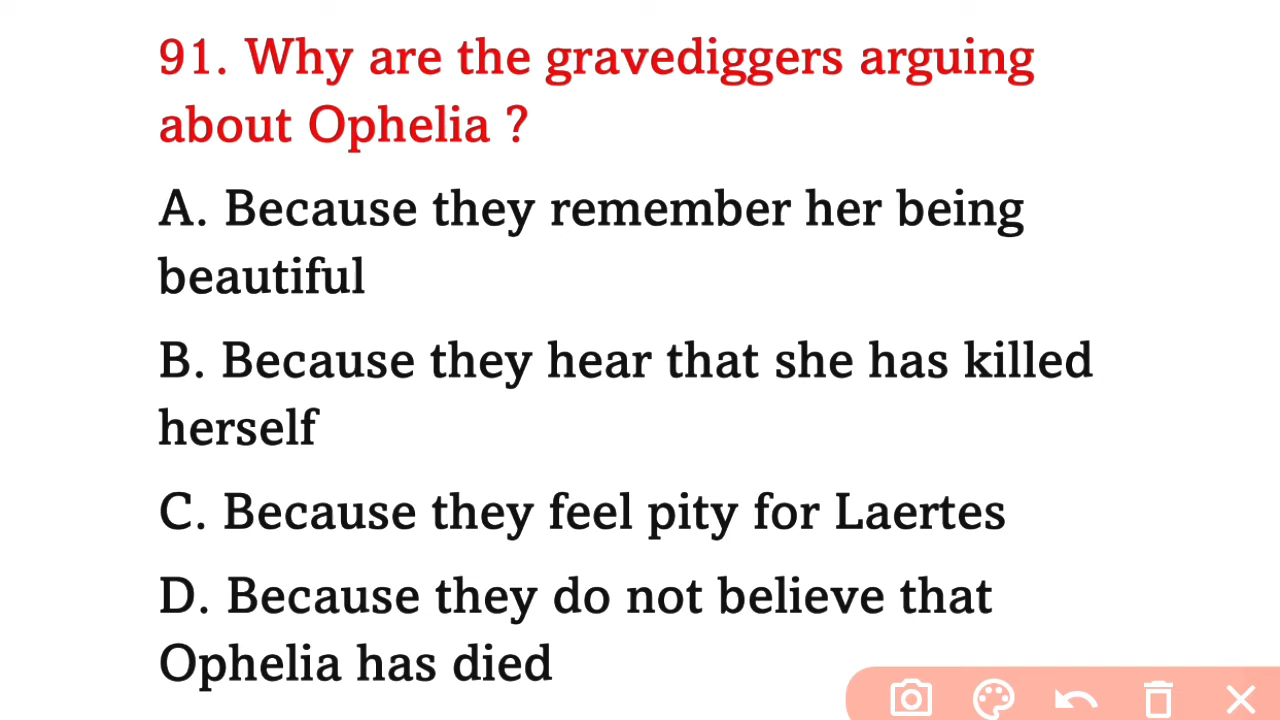 91. Why are the gravediggers arguing
about Ophelia ?
A. Because they remember her being
beautiful
B. Because they hear that she has killed
herself
C. Because they feel pity for Laertes
D. Because they do not believe that
Ophelia has died